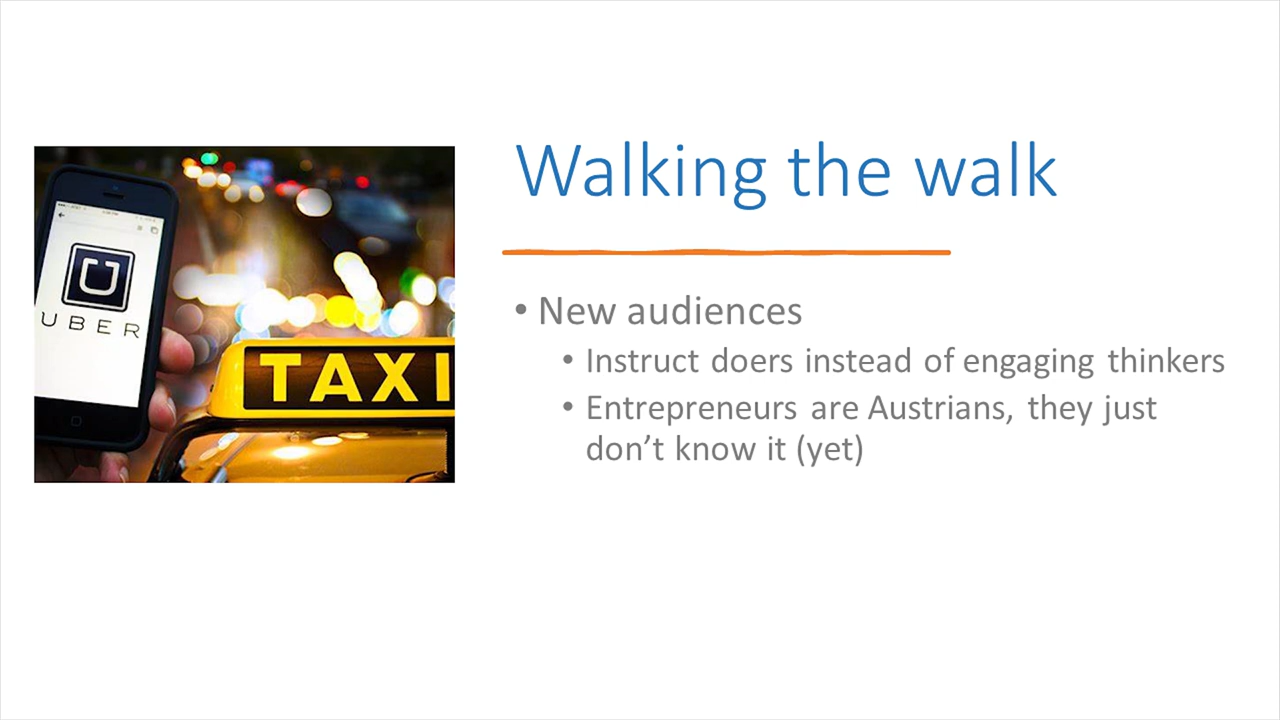 Walking the walk
• New audiences
• Instruct doers instead of engaging thinkers
• Entrepreneurs are Austrians, they just
don’t know it (yet)
U
UBER
TAXI